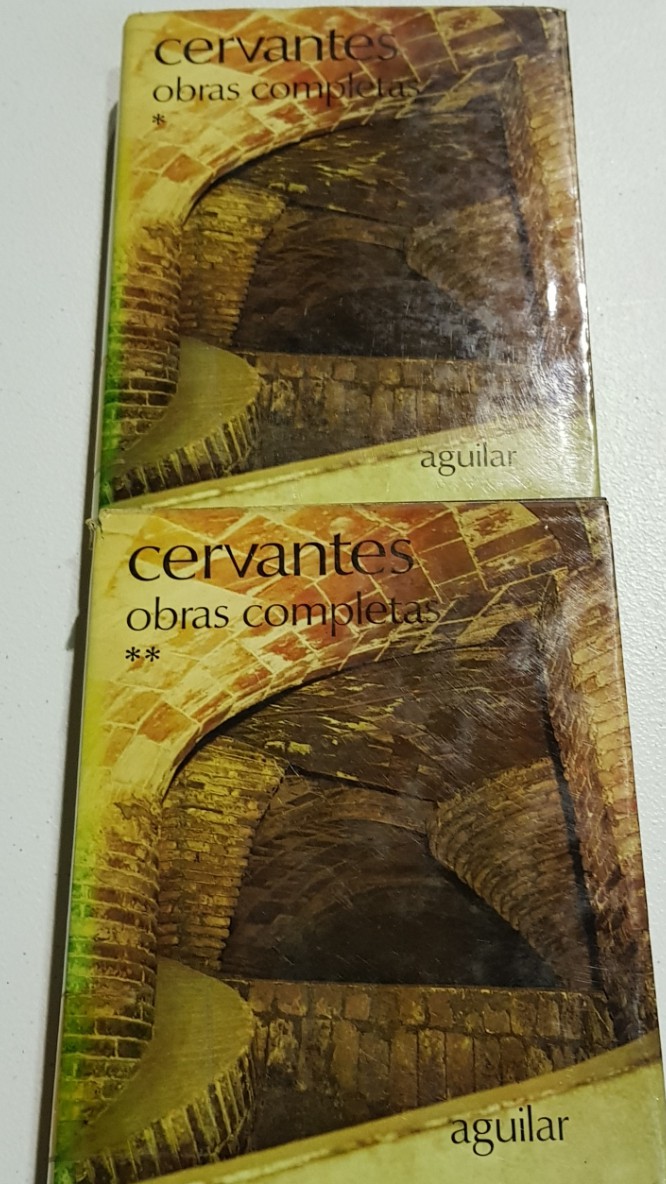 cervantes
obras completas
*
aguilar
cervantes
obras completas
**
aguilar